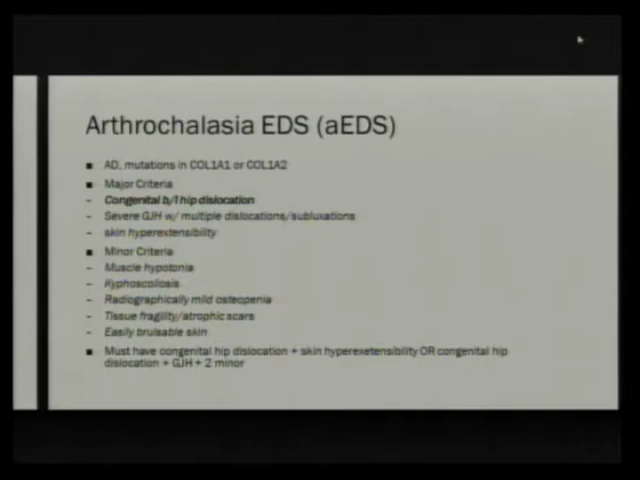 Arthrochalasia EDS (aEDS)
■ AD, mutations in COL1A1 or COL1A2
■ Major Criteria
– Congenital b/l hip dislocation
– Severe GJH w/ multiple dislocations/subluxations
– skin hyperextensibility
■ Minor Criteria
– Muscle hypotonia
– Kyphoscoliosis
– Radiographically mild osteopenia
– Tissue fragility/atrophic scars
– Easily bruisable skin
■ Must have congenital hip dislocation + skin hyperexetensibility OR congenital hip
dislocation + GJH + 2 minor